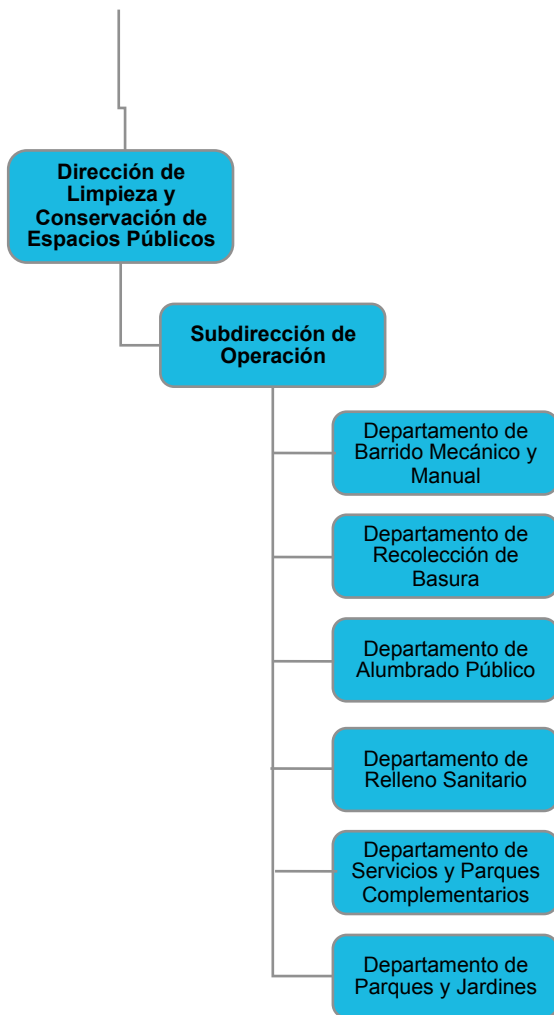 Dirección de
Limpieza y
Conservación de
Espacios Públicos
Subdirección de
Operación
Departamento de
Barrido Mecánico y
Manual
Departamento de
Recolección de
Basura
Departamento de
Alumbrado Público
Departamento de
Relleno Sanitario
Departamento de
Servicios y Parques
Complementarios
Departamento de
Parques y Jardines